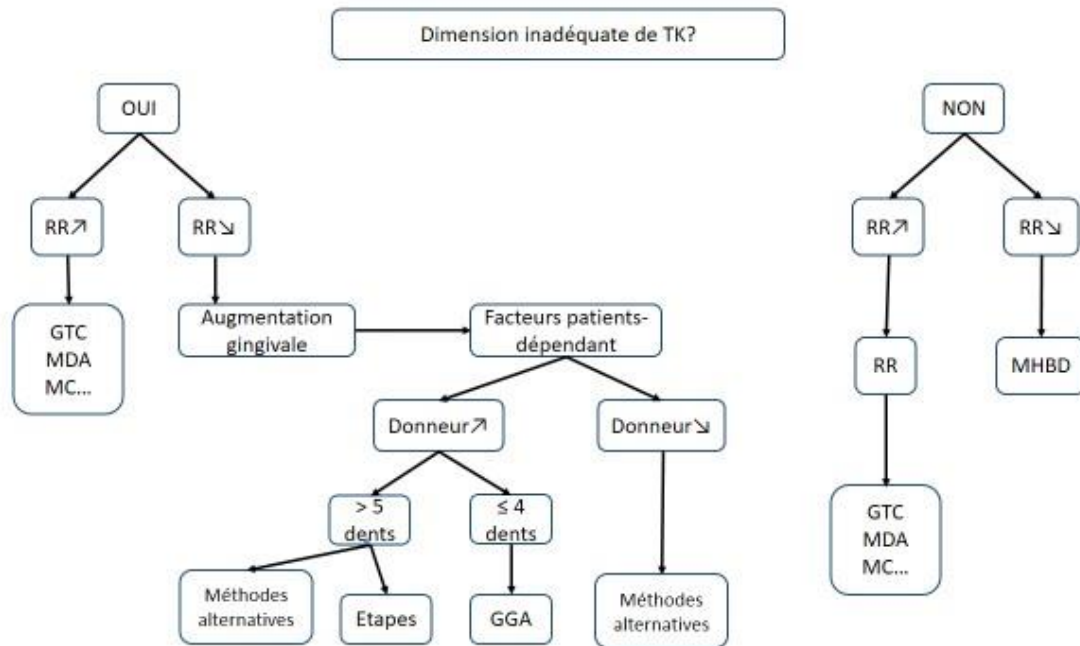 Dimension inadéquate de TK?
OUI
NON
RR↗
RR↘
RR↗
RR↘
GTC
MDA
MC...
Augmentation
gingivale
Facteurs patients-
dépendant
RR
MHBD
Donneur↗
Donneur↘
> 5
dents
≤ 4
dents
GTC
MDA
MC...
Méthodes
alternatives
Etapes
GGA
Méthodes
alternatives